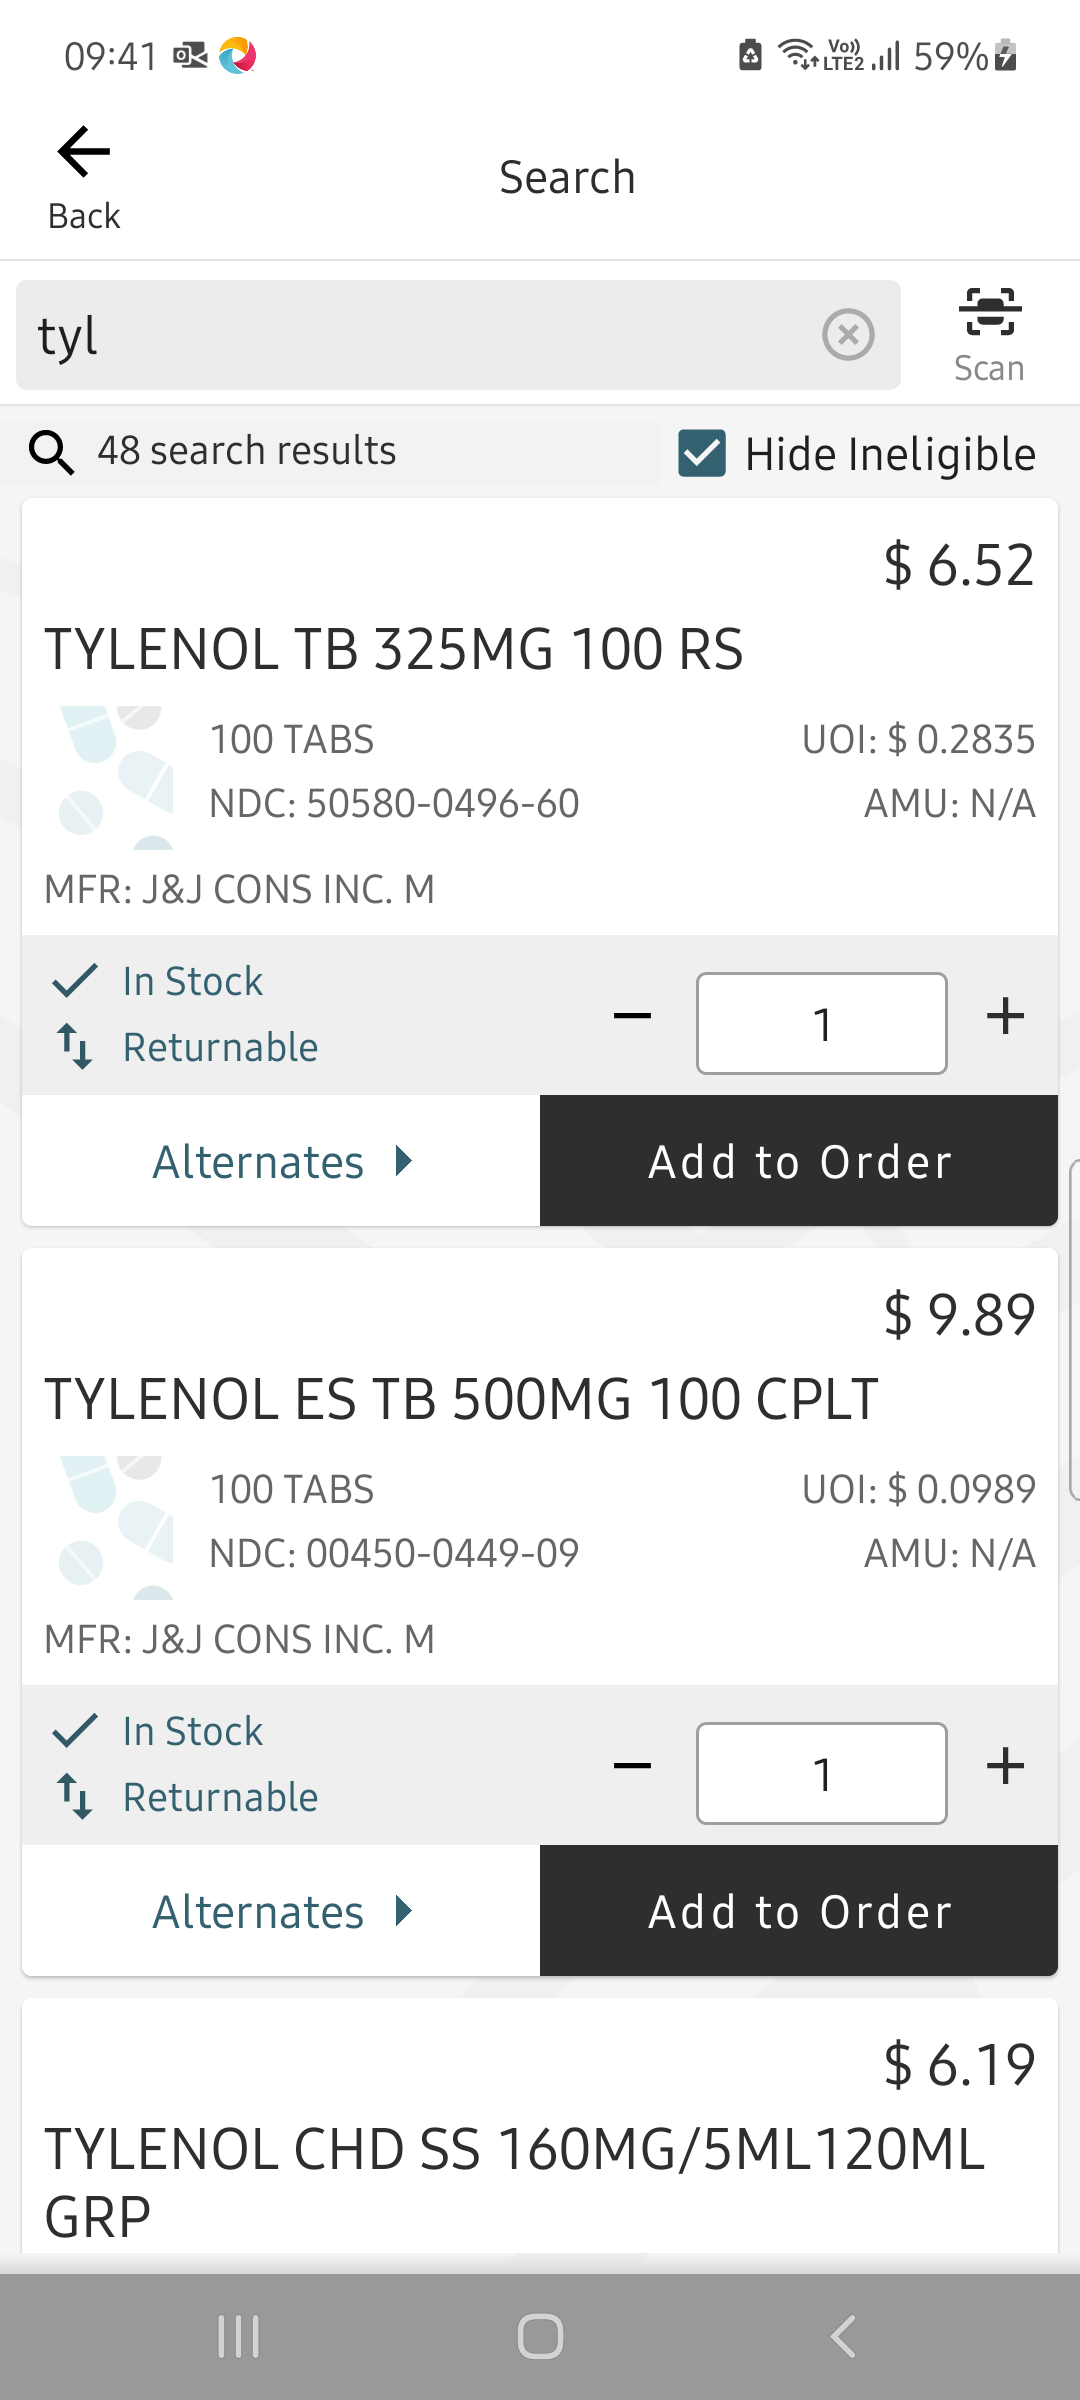 09:41
Vo)) LTE2 59%
Back
Search
tyl
Scan
48 search results
Hide Ineligible
$ 6.52
TYLENOL TB 325MG 100 RS
100 TABS
UOI: $ 0.2835
NDC: 50580-0496-60
AMU: N/A
MFR: J&J CONS INC. M
In Stock
Returnable
1
Alternates
Add to Order
$ 9.89
TYLENOL ES TB 500MG 100 CPLT
100 TABS
UOI: $ 0.0989
NDC: 00450-0449-09
AMU: N/A
MFR: J&J CONS INC. M
In Stock
Returnable
1
Alternates
Add to Order
$ 6.19
TYLENOL CHD SS 160MG/5ML120ML
GRP